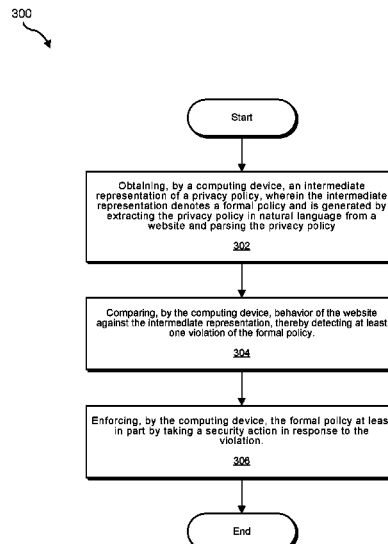 300
Start
Obtaining, by a computing device, an intermediate
representation of a privacy policy, wherein the intermediate
representation denotes a formal policy and is generated by
extracting the privacy policy in natural language from a
website and parsing the privacy policy
302
Comparing, by the computing device, behavior of the website
against the intermediate representation, thereby detecting at least
one violation of the formal policy.
304
Enforcing, by the computing device, the formal policy at least
in part by taking a security action in response to the
violation.
306
End